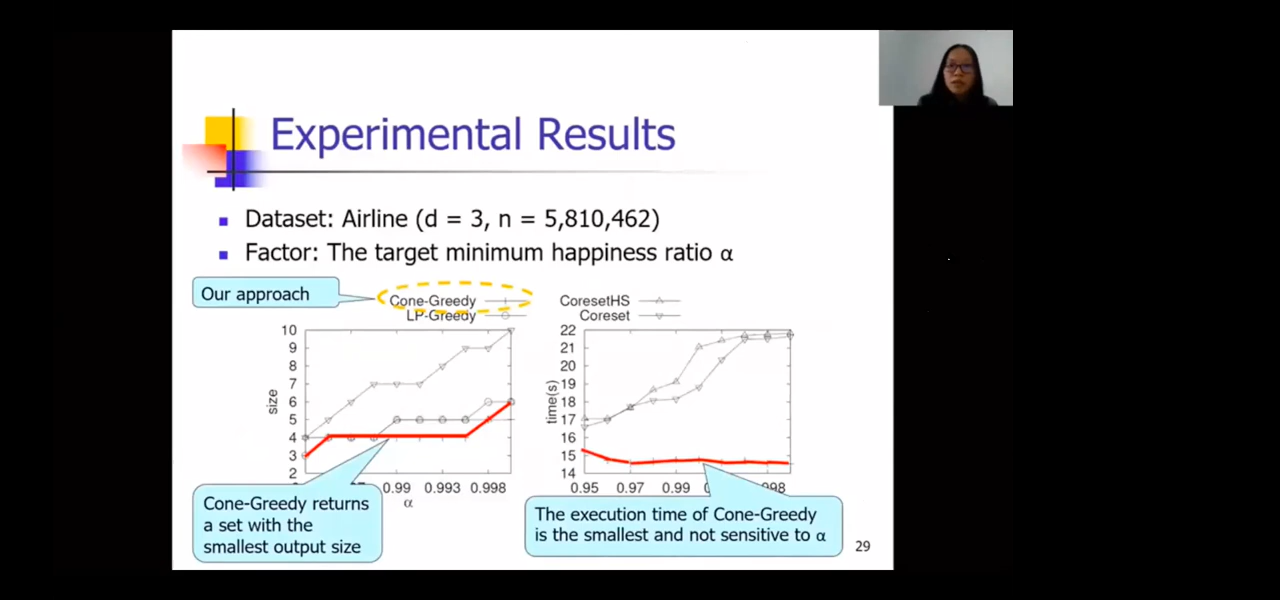 Experimental Results
Dataset: Airline (d = 3, n = 5,810,462)
Factor: The target minimum happiness ratio α
Our approach
Cone-Greedy
LP-Greedy
CoresetHS
Coreset
10
9
8
7
6
5
4
3
2
size
0.99 0.993 0.998
α
22
21
20
19
18
17
16
15
14
time(s)
0.95 0.97 0.99
998
Cone-Greedy returns
a set with the
smallest output size
The execution time of Cone-Greedy
is the smallest and not sensitive to α
29